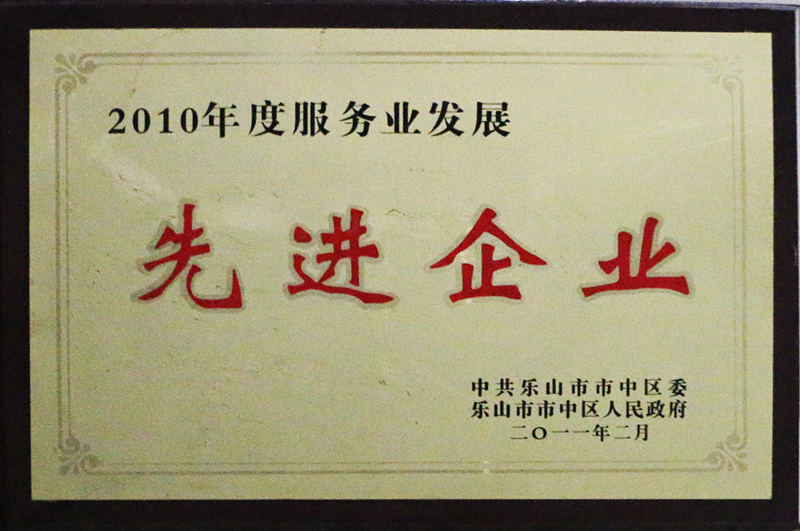 2010年度服务业发展
先进企业
中共乐山市市中区委
乐山市市中区人民政府
二〇一一年二月